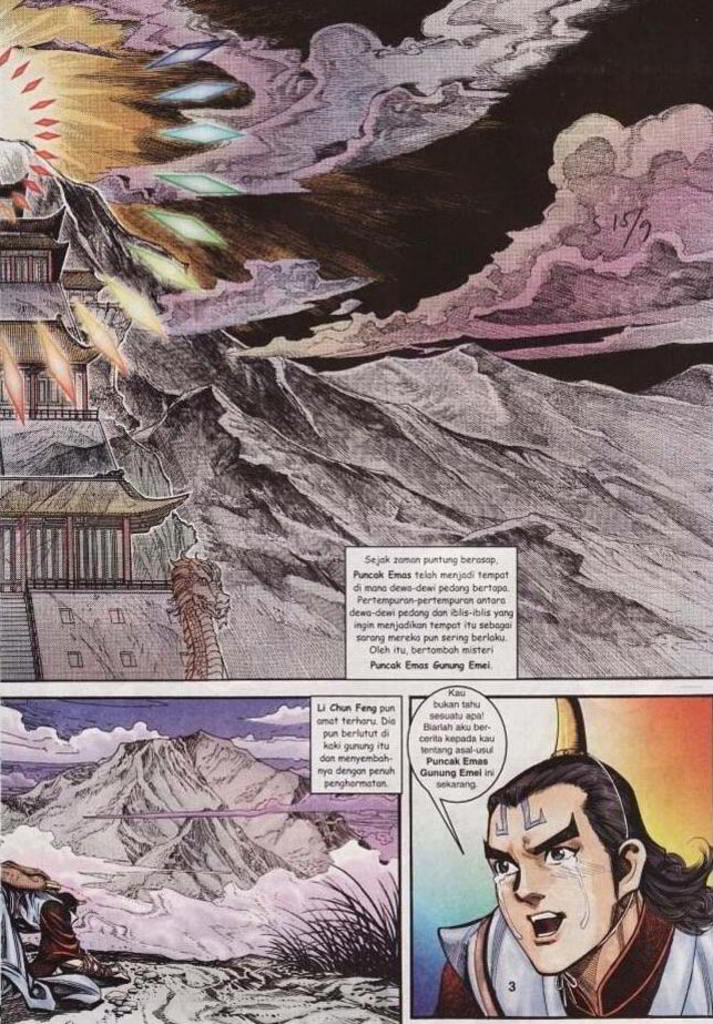 S 15/9
Sejak zaman puntung berasap,
Puncak Emas telah menjadi tempat
di mana dewa-dewi pedang bertapa.
Pertempuran-pertempuran antara
dewa-dewi pedang dan iblis-iblis yang
ingin menjadikan tempat itu sebagai
sarang mereka pun sering berlaku.
Oleh itu, bertambah misteri
Puncak Emas Gunung Emei.
Li Chun Feng pun
amat terharu. Dia
pun berlutut di
kaki gunung itu
dan menyembah-
nya dengan penuh
penghormatan.
Kau
bukan tahu
sesuatu apa!
Biarlah aku ber-
cerita kepada kau
tentang asal-usul
Puncak Emas
Gunung Emei ini
sekarang.
3